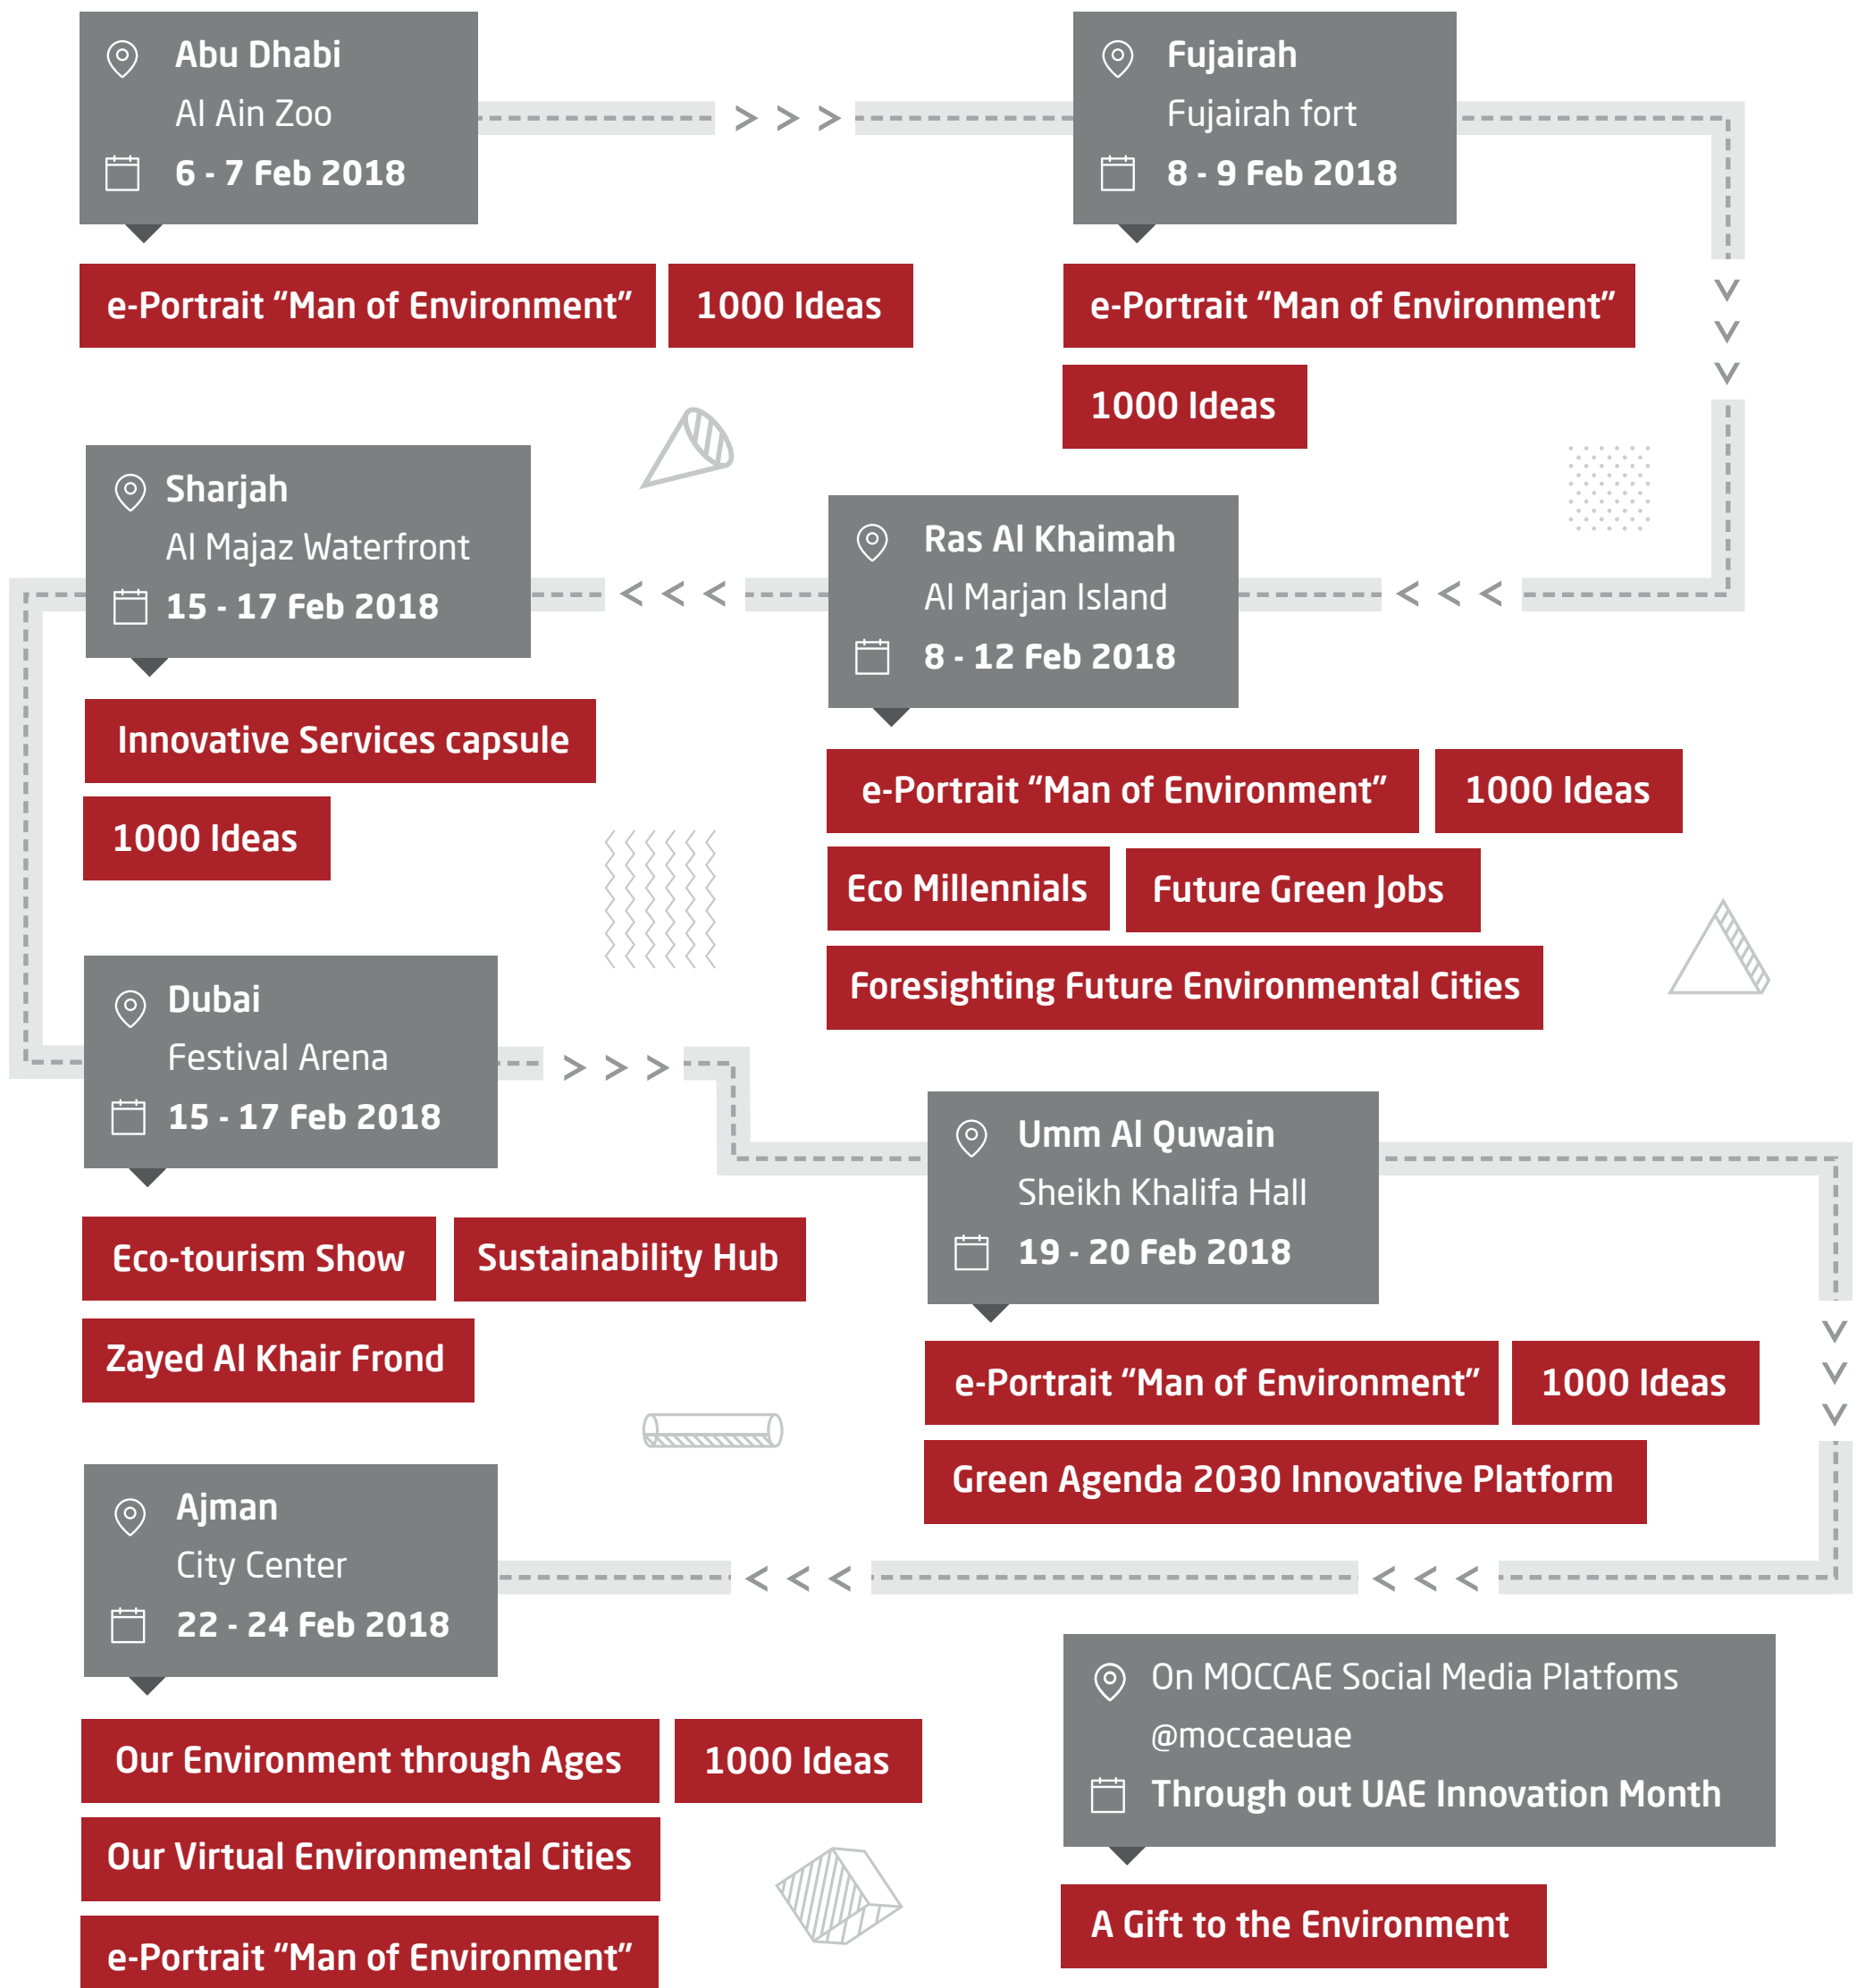 Abu Dhabi
Al Ain Zoo
6 - 7 Feb 2018
e-Portrait “Man of Environment”
1000 Ideas
Fujairah
Fujairah fort
8 - 9 Feb 2018
e-Portrait “Man of Environment”
1000 Ideas
Ras Al Khaimah
Al Marjan Island
8 - 12 Feb 2018
e-Portrait “Man of Environment”
1000 Ideas
Eco Millennials
Future Green Jobs
Foresighting Future Environmental Cities
Sharjah
Al Majaz Waterfront
15 - 17 Feb 2018
Innovative Services capsule
1000 Ideas
Dubai
Festival Arena
15 - 17 Feb 2018
Eco-tourism Show
Sustainability Hub
Zayed Al Khair Frond
Umm Al Quwain
Sheikh Khalifa Hall
19 - 20 Feb 2018
e-Portrait “Man of Environment”
1000 Ideas
Green Agenda 2030 Innovative Platform
Ajman
City Center
22 - 24 Feb 2018
Our Environment through Ages
1000 Ideas
Our Virtual Environmental Cities
e-Portrait “Man of Environment”
On MOCCAE Social Media Platfoms
@moccaeuae
Through out UAE Innovation Month
A Gift to the Environment